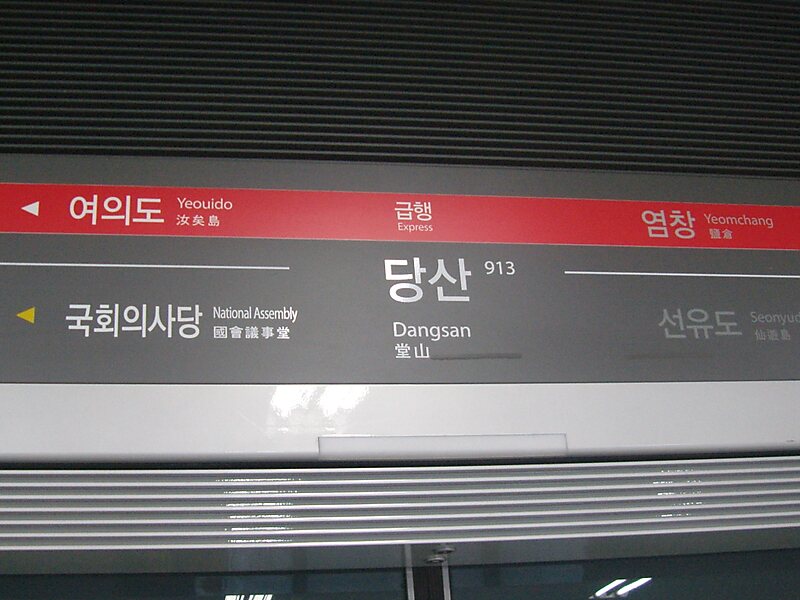 여의도 Yeouido
汝矣島
급행
Express
염창 Yeomchang
鹽倉
당산 913
Dangsan
堂山
국회의사당 National Assembly
國會議事堂
선유도 Seonyud
仙遊島